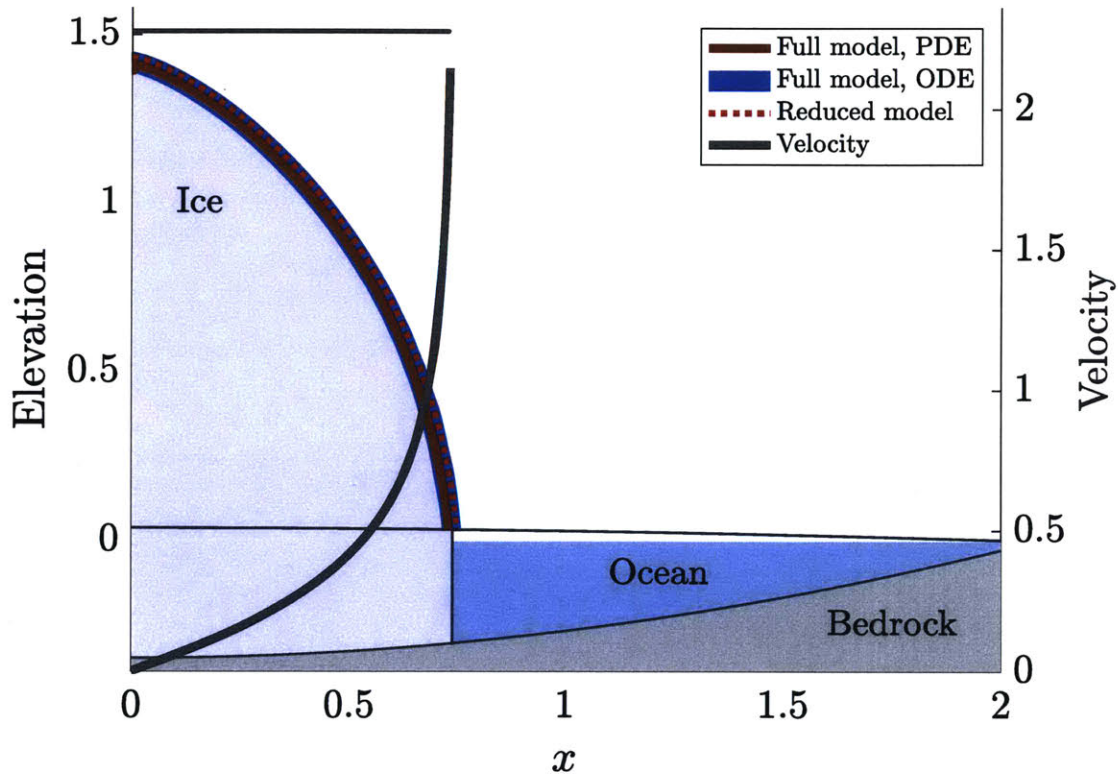 1.5
1
0.5
0
Elevation
Ice
Full model, PDE
Full model, ODE
Reduced model
Velocity
2
1.5
1
0.5
0
Velocity
Ocean
Bedrock
0
0.5
1
1.5
2
x